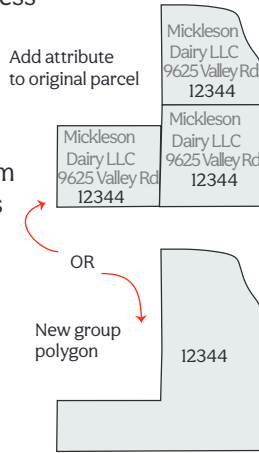 ess
Add attribute
to original parcel
Mickleson
Dairy LLC
9625 Valley Rd
12344
Mickleson
Dairy LLC
9625 Valley Rd
12344
Mickleson
Dairy LLC
9625 Valley Rd
12344
m
s
OR
New group
polygon
12344